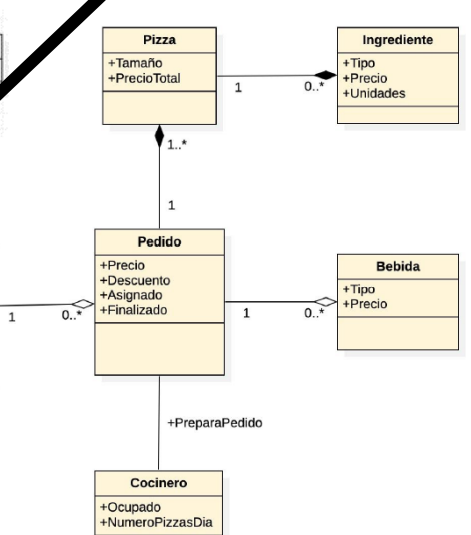 Pizza
+Tamaño
+PrecioTotal
Ingrediente
+Tipo
+Precio
+Unidades
1
0..*
1..*
1
Pedido
+Precio
+Descuento
+Asignado
+Finalizado
Bebida
+Tipo
+Precio
1
0..*
1
0..*
+PreparaPedido
Cocinero
+Ocupado
+NumeroPizzasDia